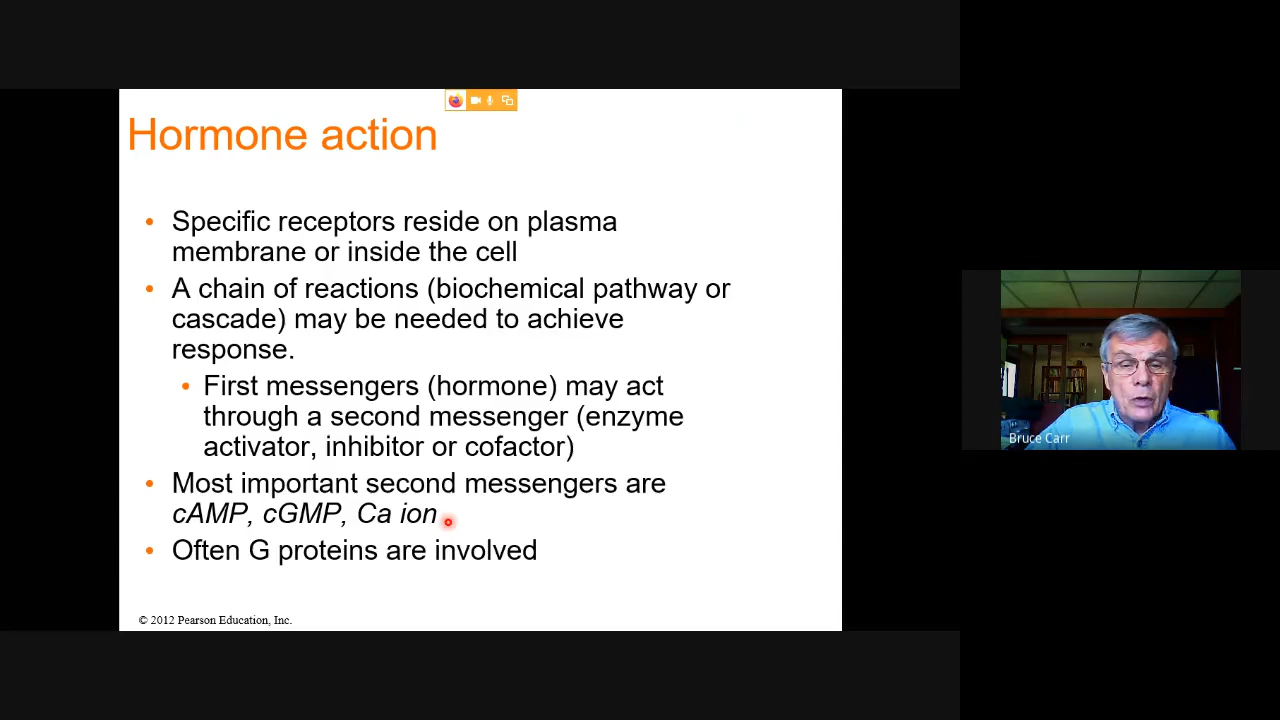 Hormone action
• Specific receptors reside on plasma
membrane or inside the cell
• A chain of reactions (biochemical pathway or
cascade) may be needed to achieve
response.
• First messengers (hormone) may act
through a second messenger (enzyme
activator, inhibitor or cofactor)
• Most important second messengers are
cAMP, cGMP, Ca ion
• Often G proteins are involved
© 2012 Pearson Education, Inc.
Bruce Carr